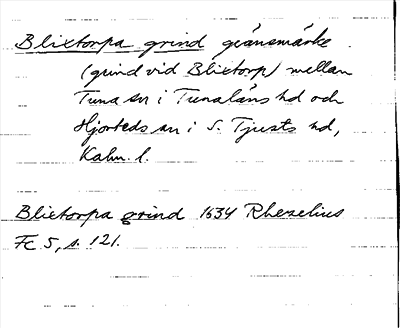 Blixtorpa grind gränsmärke
(grind vid Blixtorp) mellan
Tuna sn i Tunaläns hd och
Hjorteds sn i S. Tjusts hd,
Kalm. l.
Blixtorpa grind 1634 Rhezelius
Fc 5, s. 121.